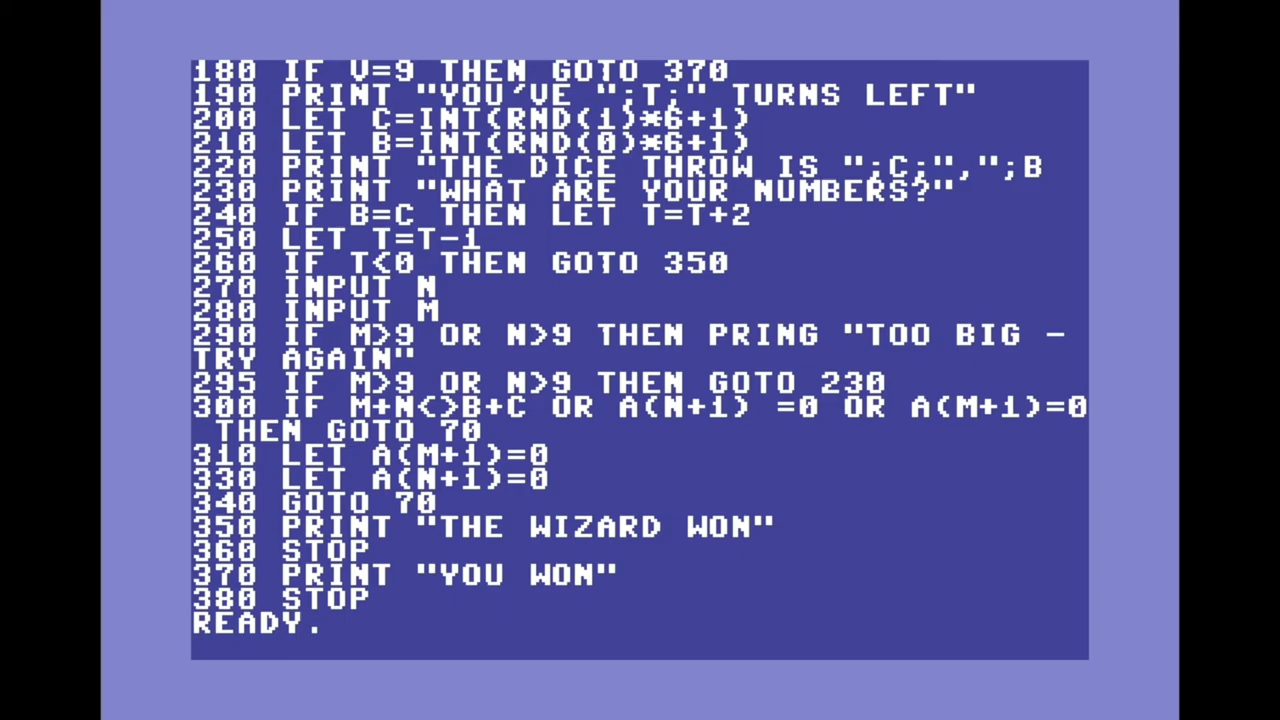 180 IF V=9 THEN GOTO 370
190 PRINT "YOU'VE ";T;" TURNS LEFT"
200 LET C=INT(RND(1)*6+1)
210 LET B=INT(RND(0)*6+1)
220 PRINT "THE DICE THROW IS ";C;",";B
230 PRINT "WHAT ARE YOUR NUMBERS?"
240 IF B=C THEN LET T=T+2
250 LET T=T-1
260 IF T<0 THEN GOTO 350
270 INPUT N
280 INPUT M
290 IF M>9 OR N>9 THEN PRING "TOO BIG -
TRY AGAIN"
295 IF M>9 OR N>9 THEN GOTO 230
300 IF M+N<>B+C OR A(N+1) =0 OR A(M+1)=0
THEN GOTO 70
310 LET A(M+1)=0
330 LET A(N+1)=0
340 GOTO 70
350 PRINT "THE WIZARD WON"
360 STOP
370 PRINT "YOU WON"
380 STOP
READY.